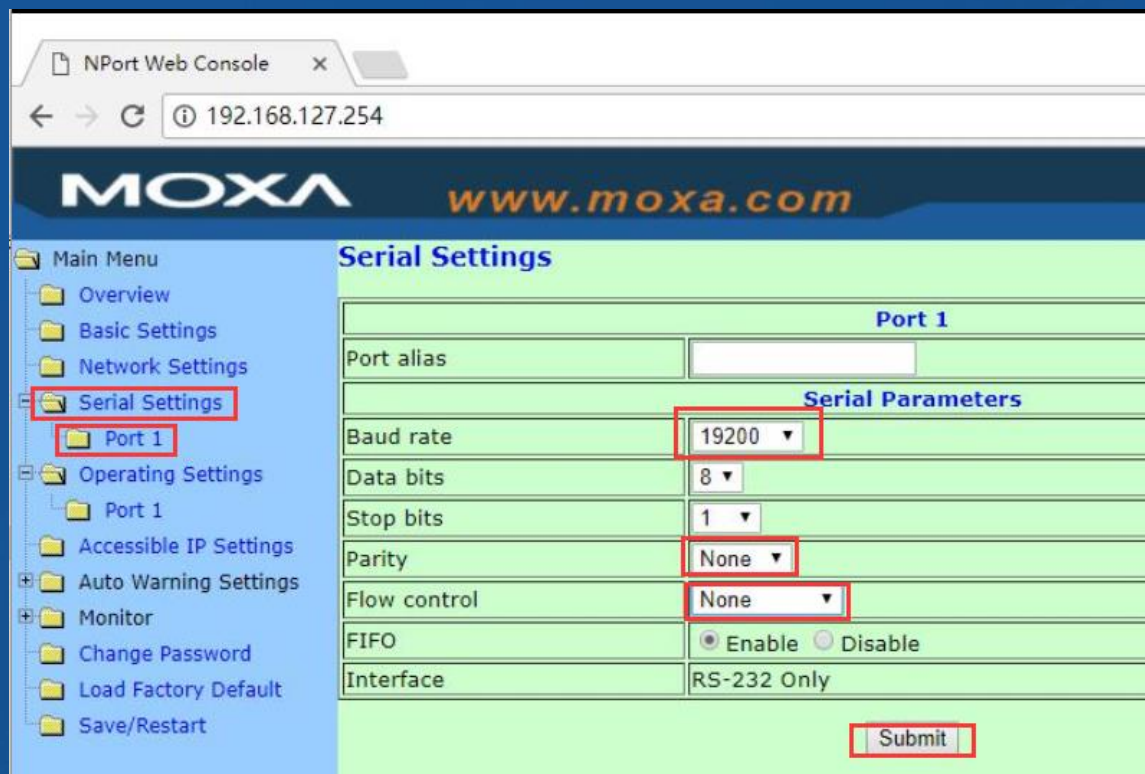 NPort Web Console
192.168.127.254
MOXA www.moxa.com
Main Menu
Overview
Basic Settings
Network Settings
Serial Settings
Port 1
Operating Settings
Port 1
Accessible IP Settings
Auto Warning Settings
Monitor
Change Password
Load Factory Default
Save/Restart
Serial Settings
Port 1
Port alias
Serial Parameters
Baud rate 19200
Data bits 8
Stop bits 1
Parity None
Flow control None
FIFO Enable Disable
Interface RS-232 Only
Submit